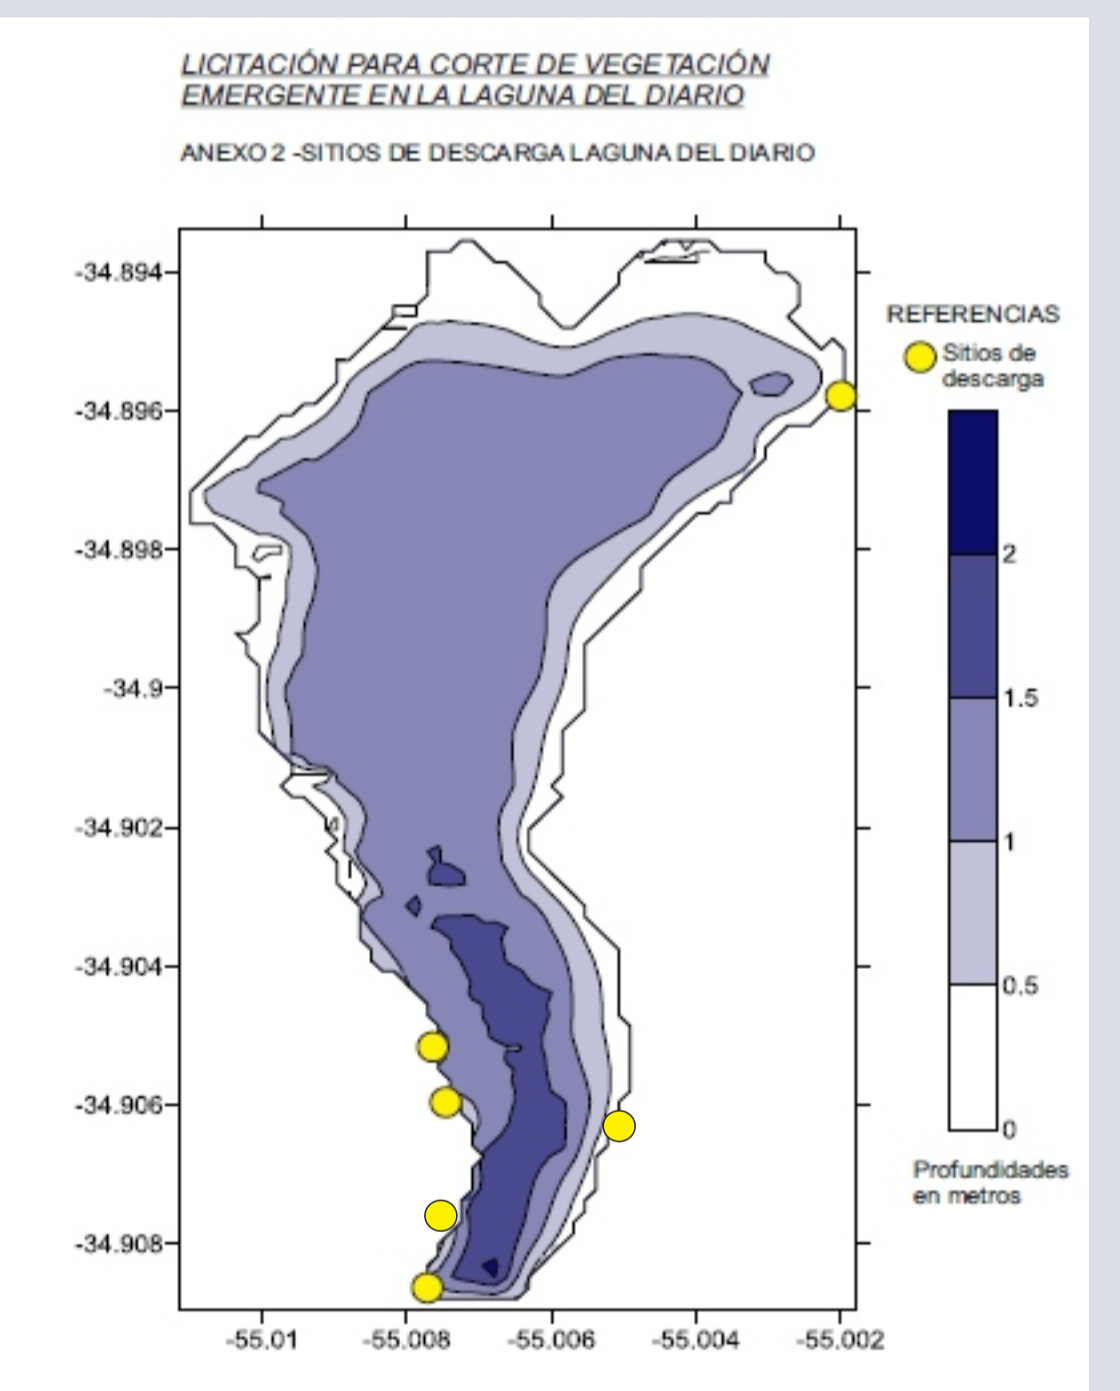 LICITACIÓN PARA CORTE DE VEGETACIÓN
EMERGENTE EN LA LAGUNA DEL DIARIO
ANEXO 2 -SITIOS DE DESCARGA LAGUNA DEL DIARIO
-34.894
-34.896
-34.898
-34.9
-34.902
-34.904
-34.906
-34.908
-55.01
-55.008
-55.006
-55.004
-55.002
REFERENCIAS
Sitios de
descarga
2
1.5
1
0.5
0
Profundidades
en metros